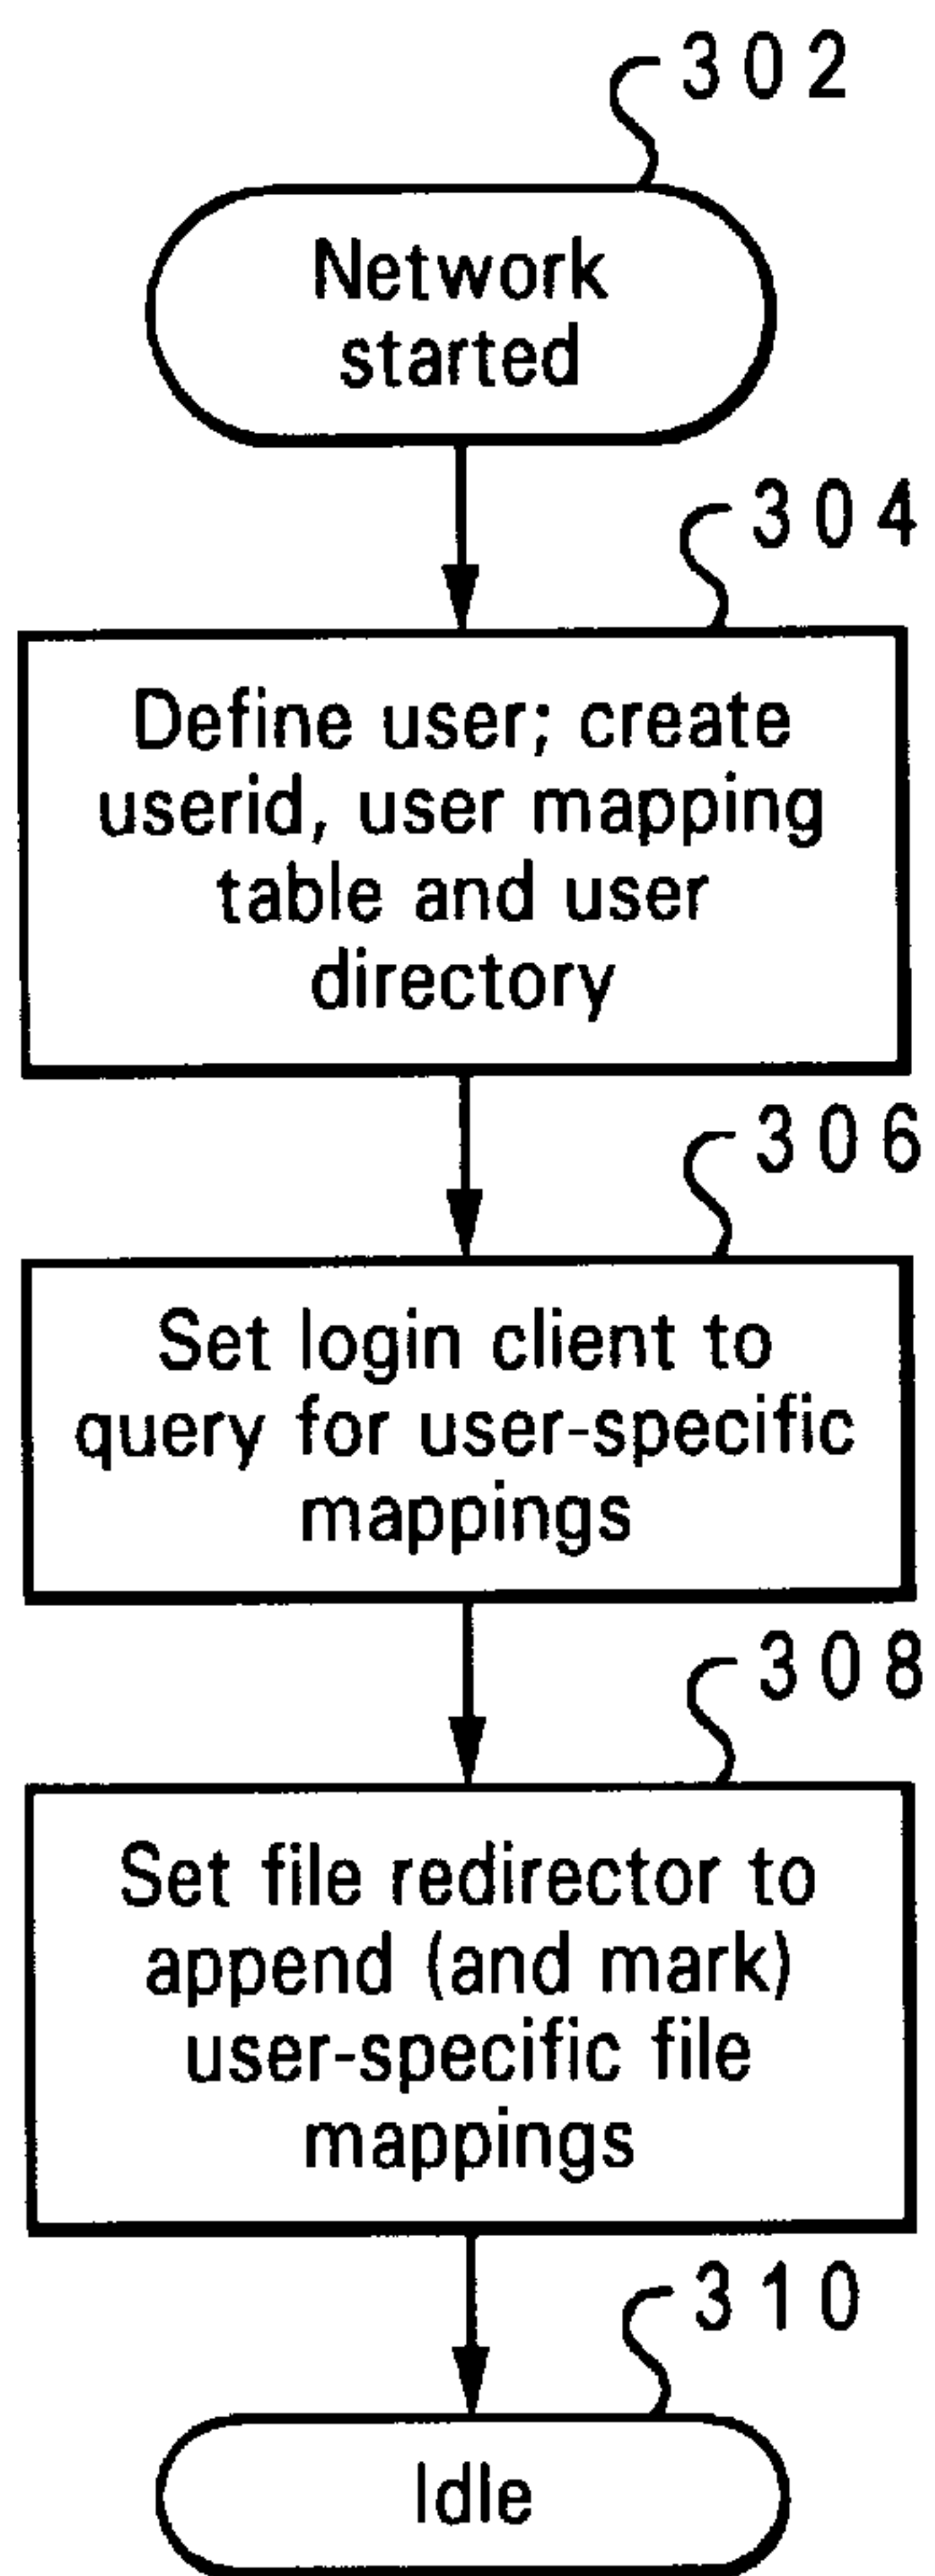 302
Network
started
304
Define user; create
userid, user mapping
table and user
directory
306
Set login client to
query for user-specific
mappings
308
Set file redirector to
append (and mark)
user-specific file
mappings
310
Idle